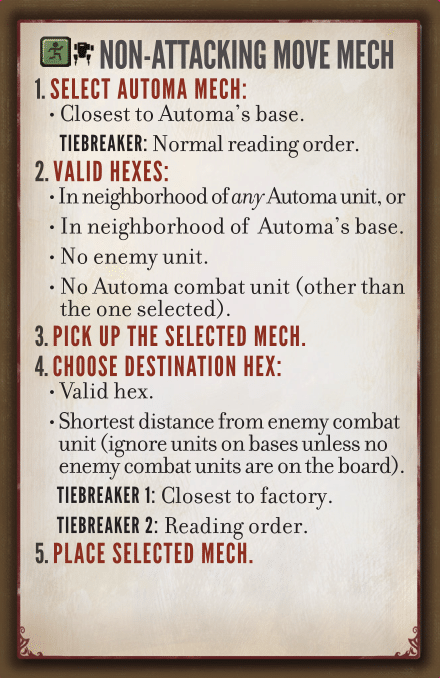 NON-ATTACKING MOVE MECH
1. SELECT AUTOMA MECH:
• Closest to Automa's base.
TIEBREAKER: Normal reading order.
2. VALID HEXES:
• In neighborhood of any Automa unit, or
• In neighborhood of Automa's base.
• No enemy unit.
• No Automa combat unit (other than
the one selected).
3. PICK UP THE SELECTED MECH.
4. CHOOSE DESTINATION HEX:
• Valid hex.
• Shortest distance from enemy combat
unit (ignore units on bases unless no
enemy combat units are on the board).
TIEBREAKER 1: Closest to factory.
TIEBREAKER 2: Reading order.
5. PLACE SELECTED MECH.